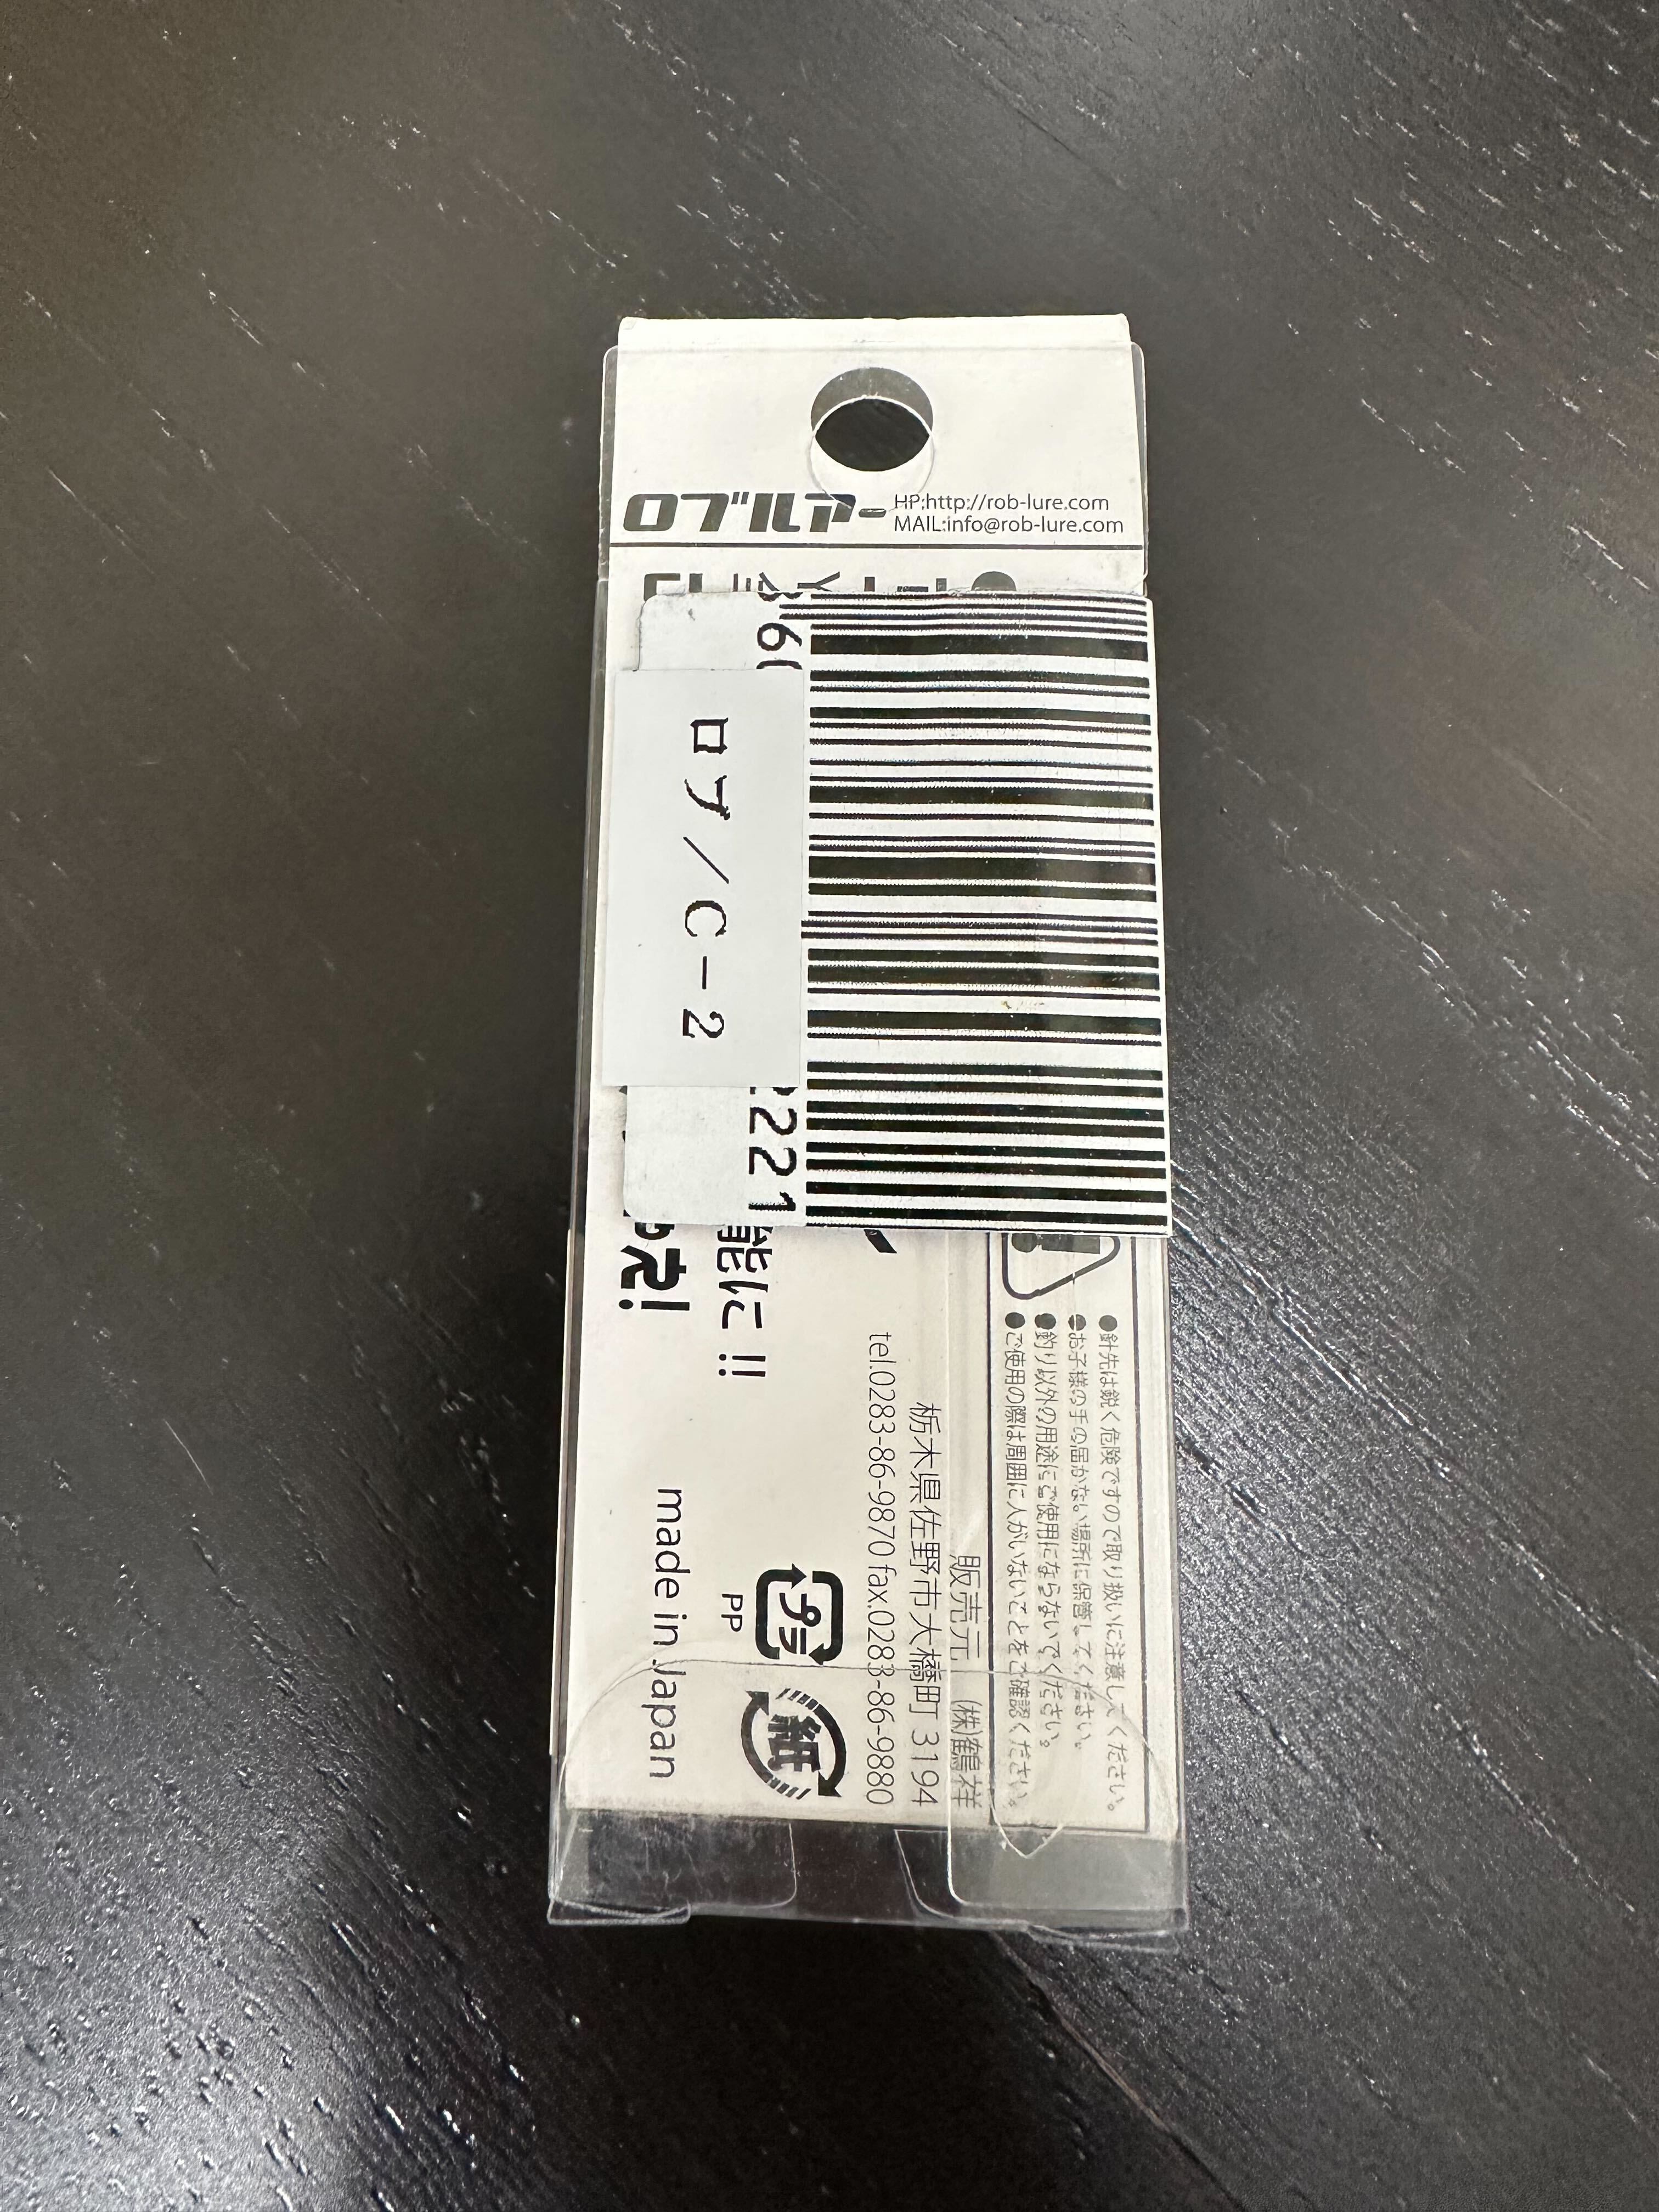 ロブルアー
HP:http://rob-lure.com
MAIL:info@rob-lure.com
ロブ/C-2
2221
能に!!
え!
●針先は鋭く危険ですので取り扱いに注意してください。
●お子様の手の届かない場所に保管してください。
●釣り以外の用途にご使用にならないでください。
●ご使用の際は周囲に人がいないことをご確認ください。
販売元 (株)鶴祥
栃木県佐野市大橋町 3194
tel.0283-86-9870 fax.0283-86-9880
プラ
PP
紙
made in Japan